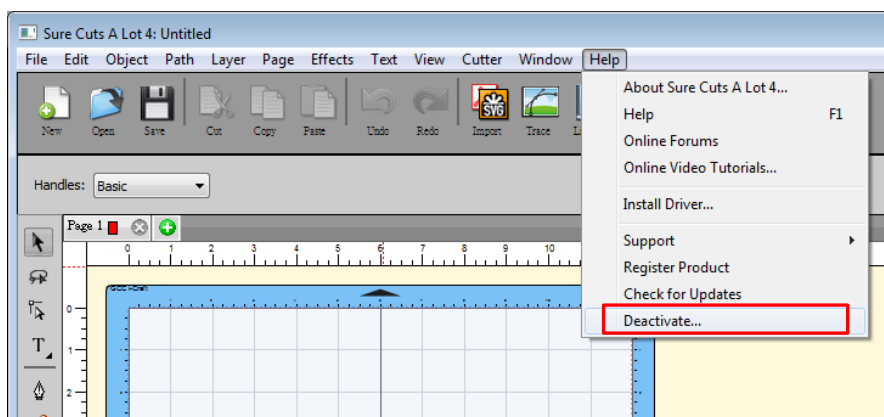 Sure Cuts A Lot 4: Untitled
File Edit Object Path Layer Page Effects Text View Cutter Window Help
New Open Save Cut Copy Paste Undo Redo Import Trace
About Sure Cuts A Lot 4...
Help F1
Online Forums
Online Video Tutorials...
Install Driver...
Support
Register Product
Check for Updates
Deactivate...
Handles: Basic
Page 1
0 1 2 3 4 5 6 7 8 9 10
0
1
2
SVG
T